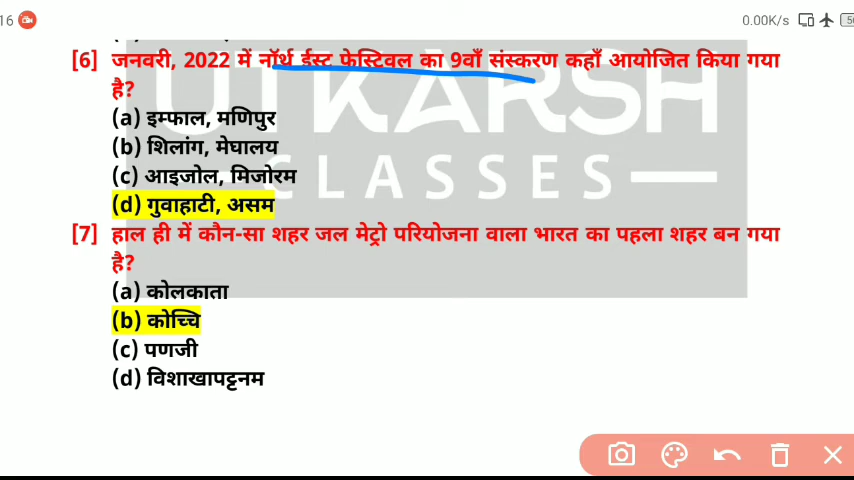 16
0.00K/s
[6] जनवरी, 2022 में नॉर्थ ईस्ट फेस्टिवल का 9वाँ संस्करण कहाँ आयोजित किया गया
है?
(a) इम्फाल, मणिपुर
(b) शिलांग, मेघालय
(c) आइजोल, मिजोरम
(d) गुवाहाटी, असम
[7] हाल ही में कौन-सा शहर जल मेट्रो परियोजना वाला भारत का पहला शहर बन गया
है?
(a) कोलकाता
(b) कोच्चि
(c) पणजी
(d) विशाखापट्टनम
UTKARSH
CLASSES